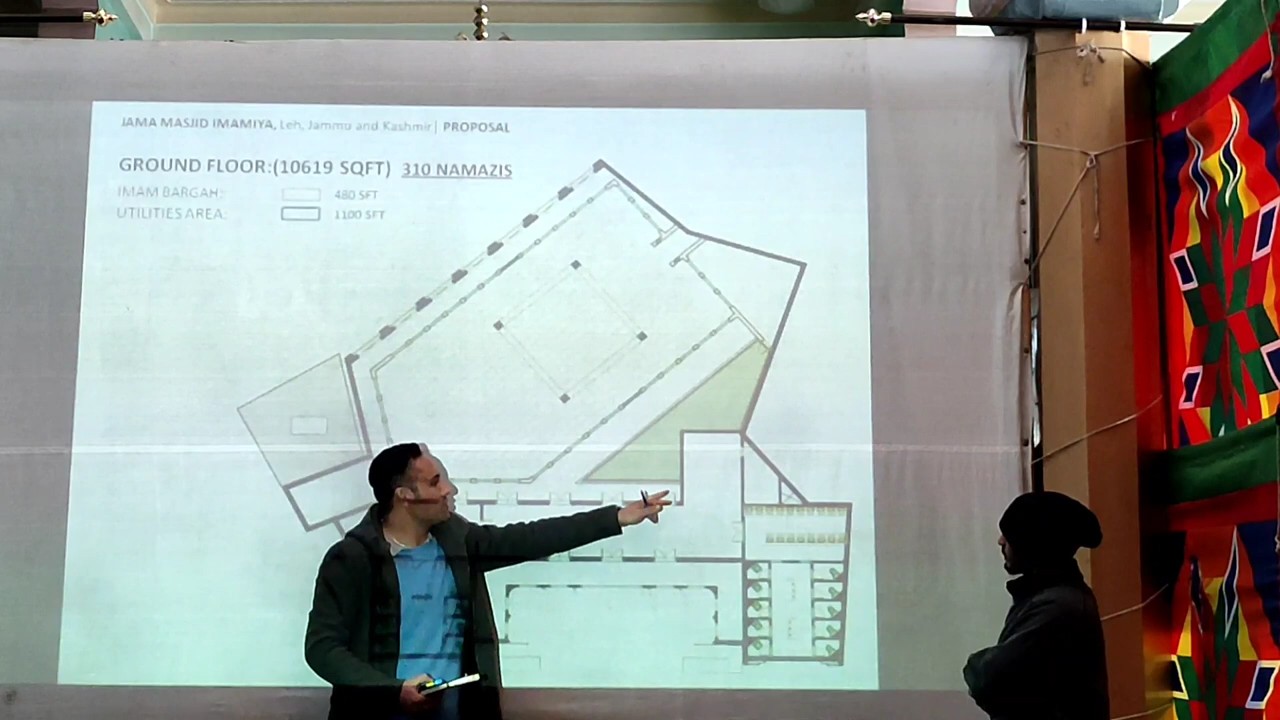 JAMA MASJID IMAMIYA, Leh, Jammu and Kashmir| PROPOSAL
GROUND FLOOR:(10619 SQFT) 310 NAMAZIS
IMAM BARGAH: 480 SFT
UTILITIES AREA: 1100 SFT